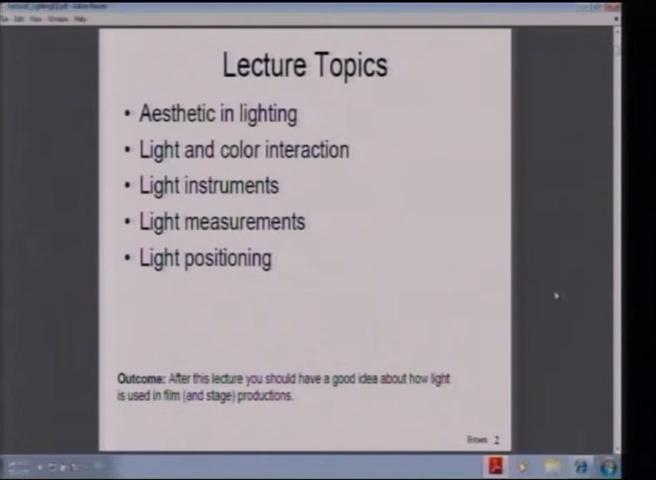 Lecture Topics
• Aesthetic in lighting
• Light and color interaction
• Light instruments
• Light measurements
• Light positioning
Outcome: After this lecture you should have a good idea about how light
is used in film (and stage) productions.
Brown 2